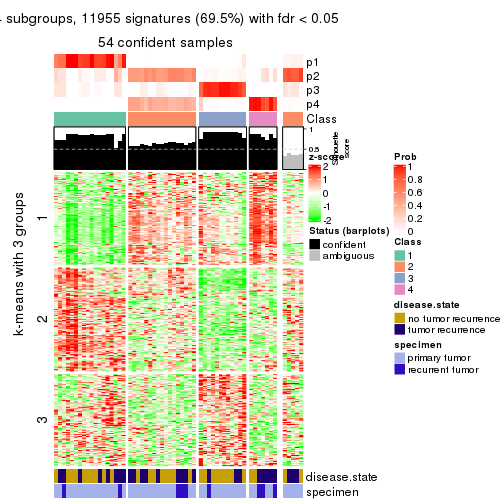 subgroups, 11955 signatures (69.5%) with fdr < 0.05
54 confident samples
p1
p2
p3
p4
Class
1
0.5
0
Silhouette
score
k-means with 3 groups
1
2
3
z-score
2
1
0
-1
-2
Status (barplots)
confident
ambiguous
Prob
1
0.8
0.6
0.4
0.2
0
Class
1
2
3
4
disease.state
no tumor recurrence
tumor recurrence
specimen
primary tumor
recurrent tumor
disease.state
specimen